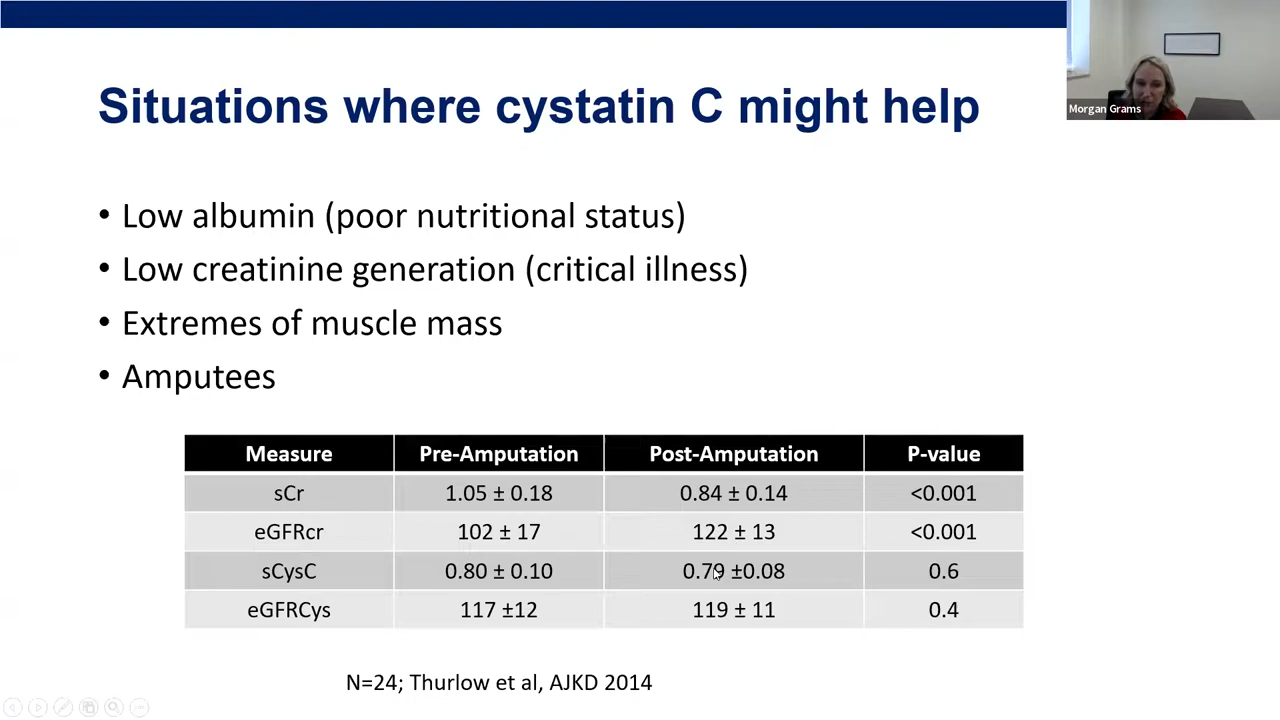 Situations where cystatin C might help
Morgan Grams
• Low albumin (poor nutritional status)
• Low creatinine generation (critical illness)
• Extremes of muscle mass
• Amputees
Measure Pre-Amputation Post-Amputation P-value
sCr 1.05 ± 0.18 0.84 ± 0.14 <0.001
eGFRcr 102 ± 17 122 ± 13 <0.001
sCysC 0.80 ± 0.10 0.79 ±0.08 0.6
eGFRCys 117 ±12 119 ± 11 0.4
N=24; Thurlow et al, AJKD 2014